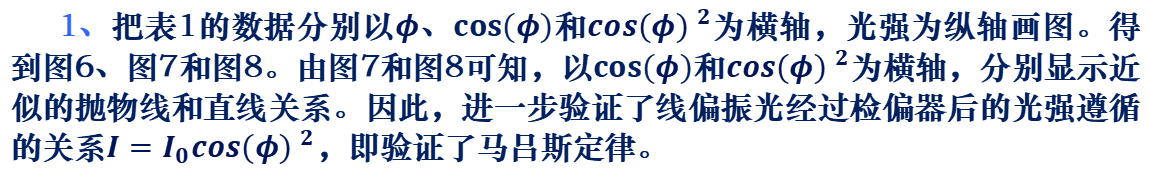 1、把表1的数据分别以ϕ、cos(ϕ)和cos(ϕ) ²为横轴，光强为纵轴画图。得
到图6、图7和图8。由图7和图8可知，以cos(ϕ)和cos(ϕ) ²为横轴，分别显示近
似的抛物线和直线关系。因此，进一步验证了线偏振光经过检偏器后的光强遵循
的关系I = I₀cos(ϕ) ²，即验证了马吕斯定律。